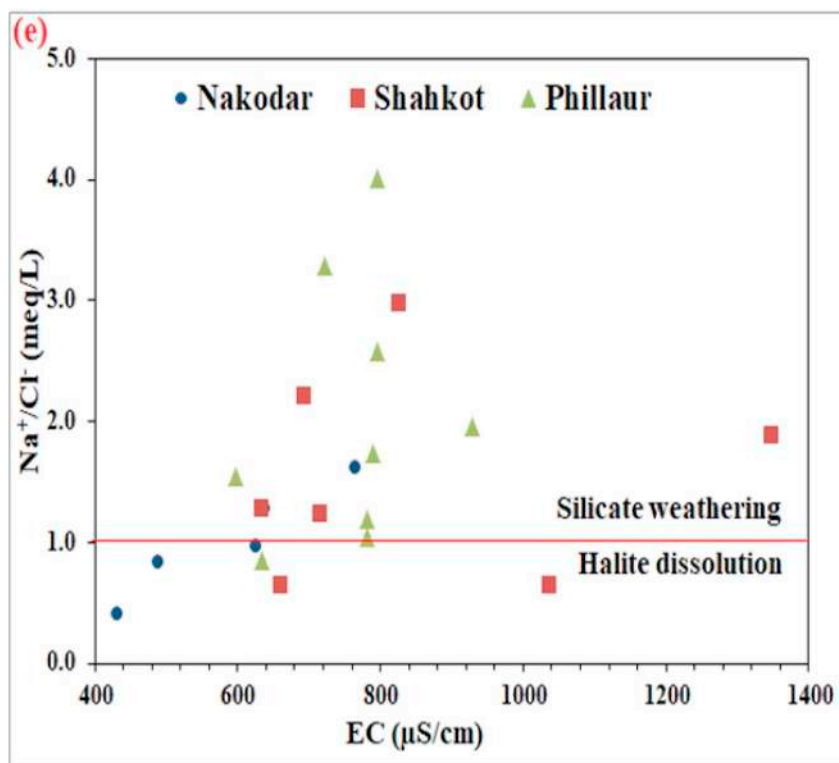 (e)
5.0
Nakodar Shahkot Phillaur
4.0
3.0
2.0
1.0
0.0
Na⁺/Cl⁻ (meq/L)
Silicate weathering
Halite dissolution
400 600 800 1000 1200 1400
EC (µS/cm)